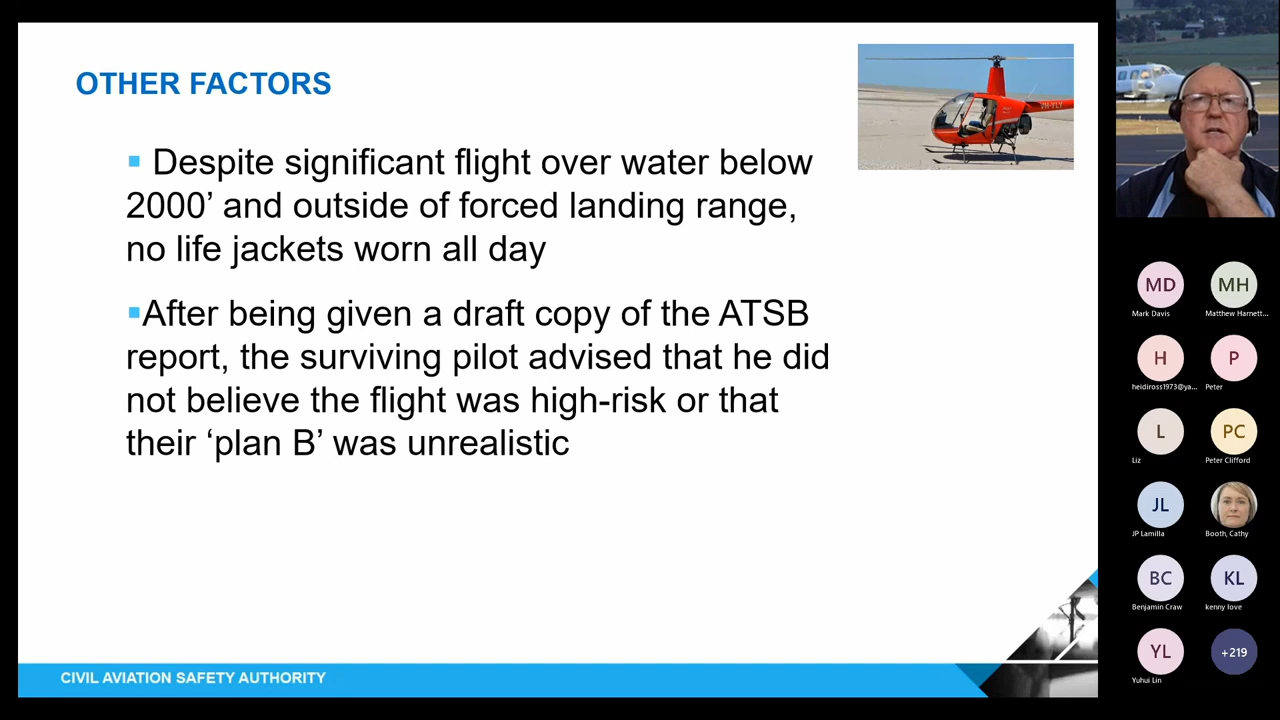 OTHER FACTORS
▪ Despite significant flight over water below
2000’ and outside of forced landing range,
no life jackets worn all day
▪After being given a draft copy of the ATSB
report, the surviving pilot advised that he did
not believe the flight was high-risk or that
their ‘plan B’ was unrealistic
CIVIL AVIATION SAFETY AUTHORITY
MD
Mark Davis
MH
Matthew Harnett...
H
heidiross1973@ya...
P
Peter
L
Liz
PC
Peter Clifford
JL
JP Lamilla
Booth, Cathy
BC
Benjamin Craw
KL
kenny love
YL
Yuhui Lin
+219